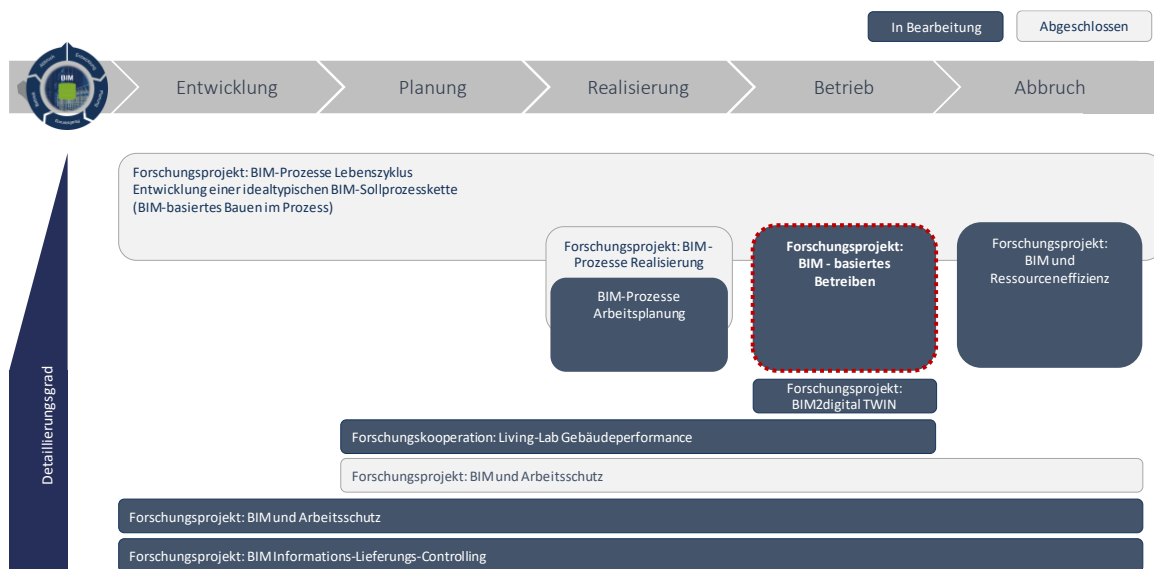 In Bearbeitung
Abgeschlossen
BIM
Entwicklung
Planung
Realisierung
Betrieb
Abbruch
Forschungsprojekt: BIM-Prozesse Lebenszyklus
Entwicklung einer idealtypischen BIM-Sollprozesskette
(BIM-basiertes Bauen im Prozess)
Forschungsprojekt: BIM-
Prozesse Realisierung
BIM-Prozesse
Arbeitsplanung
Forschungsprojekt:
BIM - basiertes
Betreiben
Forschungsprojekt:
BIM und
Ressourceneffizienz
Forschungsprojekt:
BIM2digital TWIN
Forschungskooperation: Living-Lab Gebäudeperformance
Forschungsprojekt: BIM und Arbeitsschutz
Forschungsprojekt: BIM und Arbeitsschutz
Forschungsprojekt: BIM Informations-Lieferungs-Controlling
Detaillierungsgrad